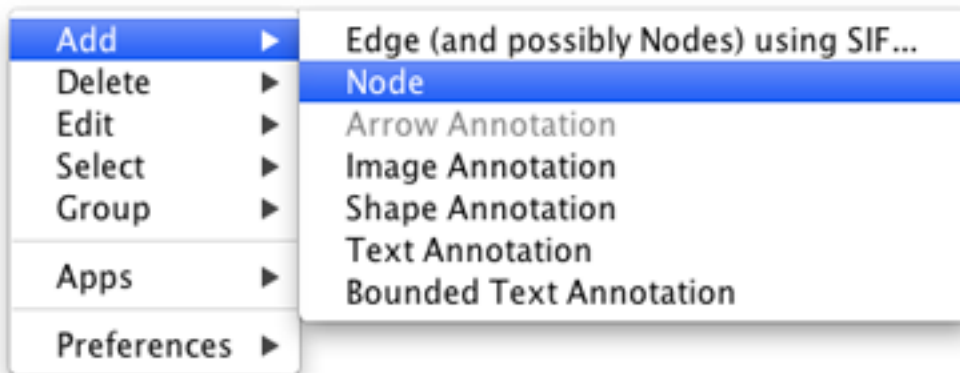 Add
Delete
Edit
Select
Group
Apps
Preferences
Edge (and possibly Nodes) using SIF...
Node
Arrow Annotation
Image Annotation
Shape Annotation
Text Annotation
Bounded Text Annotation